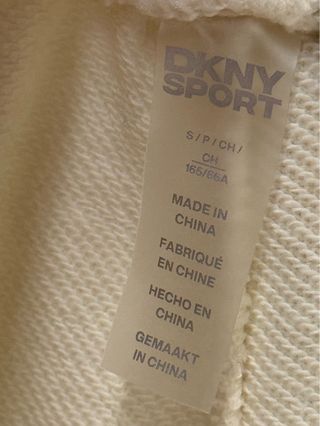 DKNY
SPORT
S/P/CH/
CH
165/66A
MADE IN
CHINA
FABRIQUÉ
EN CHINE
HECHO EN
CHINA
GEMAAKT
IN CHINA